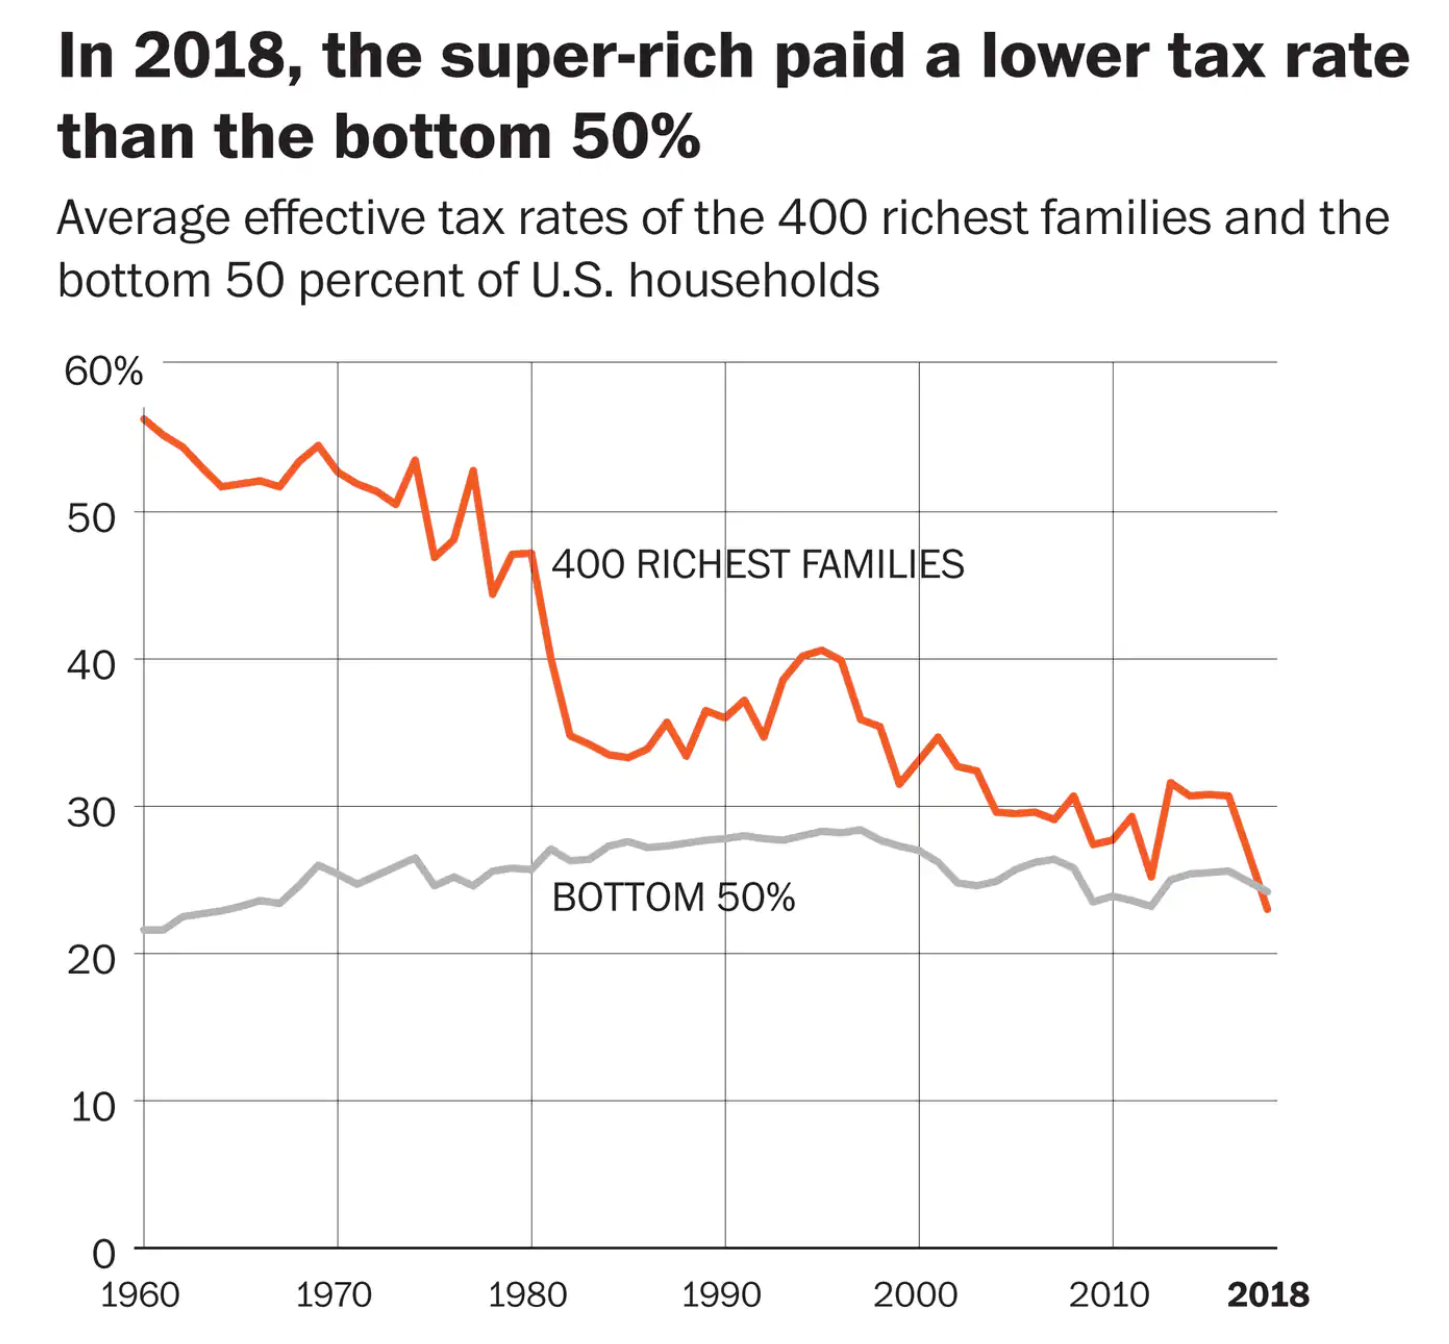 In 2018, the super-rich paid a lower tax rate
than the bottom 50%
Average effective tax rates of the 400 richest families and the
bottom 50 percent of U.S. households
60%
50
400 RICHEST FAMILIES
40
30
BOTTOM 50%
20
10
0
1960 1970 1980 1990 2000 2010 2018